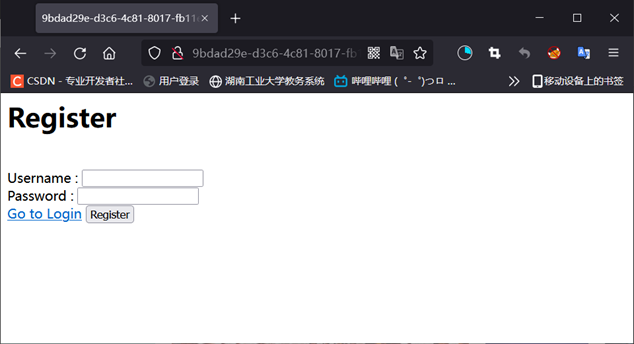 9bdad29e-d3c6-4c81-8017-fb11
9bdad29e-d3c6-4c81-8017-fb1
CSDN - 专业开发者社... 用户登录 湖南工业大学教务系统 哔哩哔哩 ( ゜- ゜)つロ ... 移动设备上的书签
Register
Username :
Password :
Go to Login Register